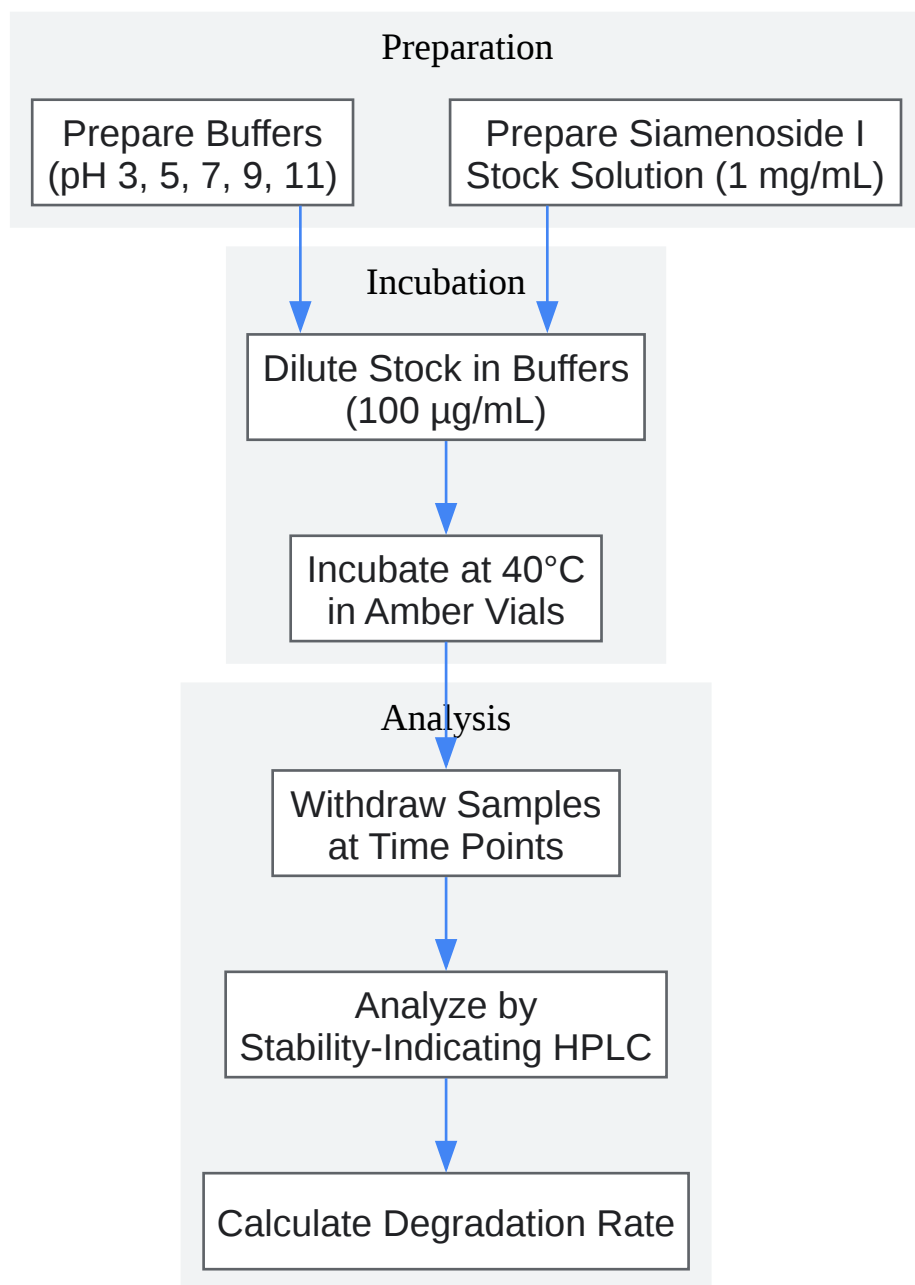 Preparation
Prepare Buffers
(pH 3, 5, 7, 9, 11)
Prepare Siamenoside I
Stock Solution (1 mg/mL)
Incubation
Dilute Stock in Buffers
(100 µg/mL)
Incubate at 40°C
in Amber Vials
Analysis
Withdraw Samples
at Time Points
Analyze by
Stability-Indicating HPLC
Calculate Degradation Rate